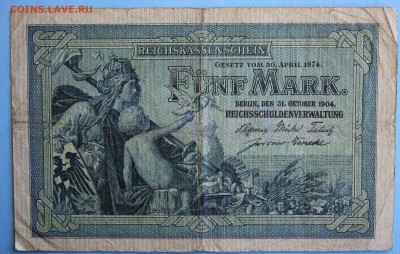 COINS.LAVE.RU
REICHSKASSENSCHEIN
GESETZ VOM 30. APRIL 1874.
FÜNF MARK.
BERLIN, DEN 31. OKTOBER 1904.
REICHSSCHULDENVERWALTUNG